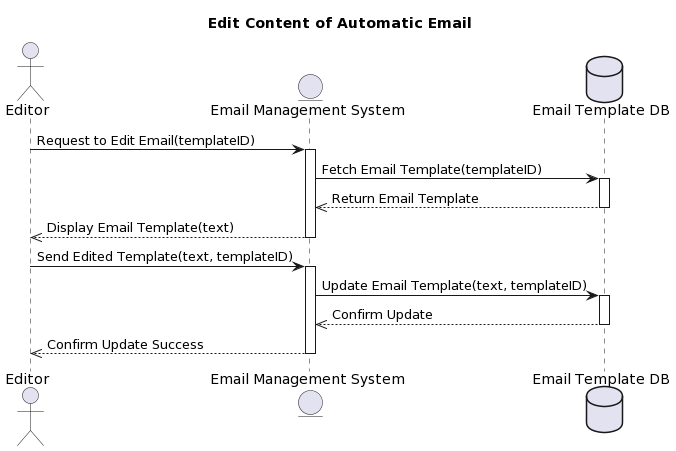 Edit Content of Automatic Email
Editor
Email Management System
Email Template DB
Request to Edit Email(templateID)
Fetch Email Template(templateID)
Return Email Template
Display Email Template(text)
Send Edited Template(text, templateID)
Update Email Template(text, templateID)
Confirm Update
Confirm Update Success
Editor
Email Management System
Email Template DB